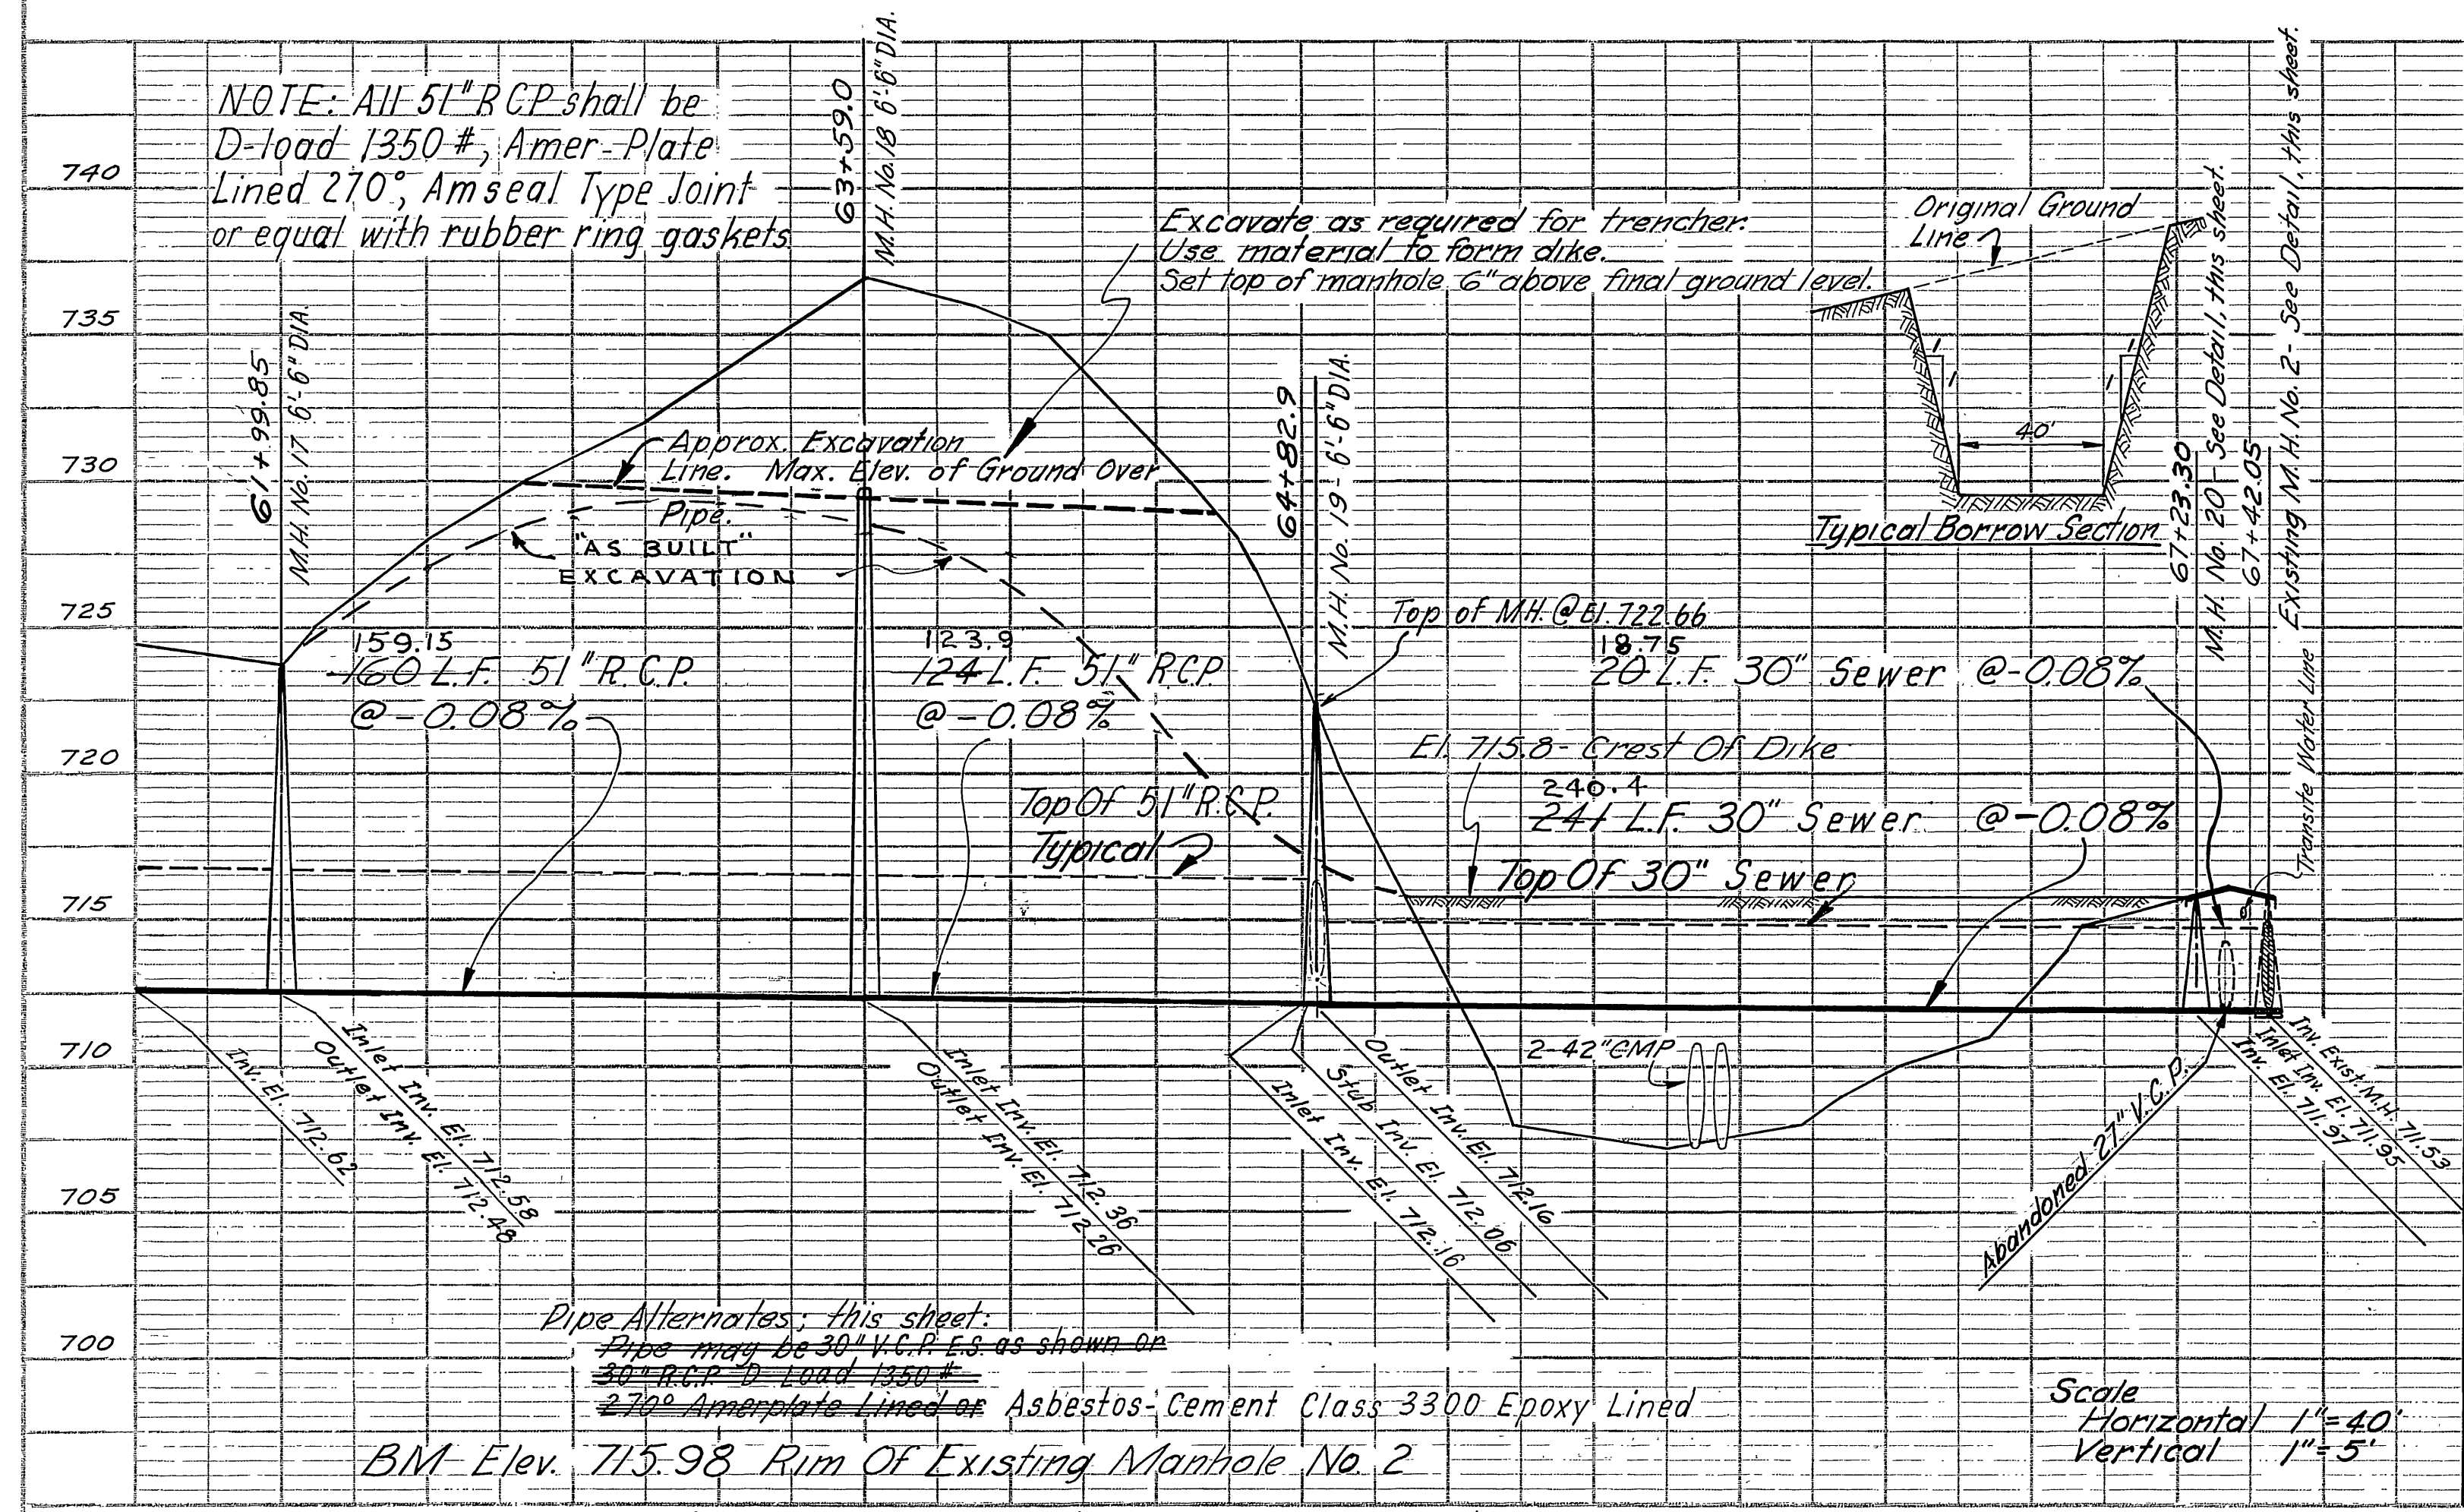 NOTE: All 51" RCP shall be
D-load 1350 #, Amer-Plate
Lined 270°, Amseal Type Joint
or equal with rubber ring gaskets
740
735
730
725
720
715
710
705
700
61+99.85
M.H. No. 17 6'-6" DIA.
63+59.0
M.H. No. 18 6'-6" DIA.
64+82.9
M.H. No. 19 - 6'-6" DIA.
67+23.30
M.H. No. 20 - See Detail, this sheet.
67+42.05
Existing M.H. No. 2 - See Detail, this sheet.
Transite Water Line
Excavate as required for trencher.
Use material to form dike.
Set top of manhole 6" above final ground level.
Original Ground
Line
40'
Typical Borrow Section
Approx. Excavation
Line. Max. Elev. of Ground Over
Pipe.
"AS BUILT"
EXCAVATION
159.15
160 L.F. 51" R.C.P.
@ -0.08%
123.9
124 L.F. 51" RCP
@ -0.08%
Top of M.H. @ El. 722.66
18.75
20 L.F. 30" Sewer @-0.08%
El. 715.8 - Crest Of Dike
240.4
241 L.F. 30" Sewer @-0.08%
Top Of 51" R.C.P.
Typical
Top Of 30" Sewer
Inv. El. 712.62
Inlet Inv. El. 712.58
Outlet Inv. El. 712.48
Inlet Inv. El. 712.36
Outlet Inv. El. 712.26
Inlet Inv. El. 712.16
Stub Inv. El. 712.06
Outlet Inv. El. 712.16
2-42" CMP
Abandoned 27" V.C.P.
Inv. Exist. M.H. 711.53
Inlet Inv. El. 711.95
Inv. El. 711.97
Pipe Alternates; this sheet:
Pipe may be 30" V.C.P. E.S. as shown or
30" R.C.P. D Load 1350 #
270° Amerplate Lined or Asbestos-Cement Class 3300 Epoxy Lined
BM Elev. 715.98 Rim Of Existing Manhole No. 2
Scale
Horizontal 1"=40'
Vertical 1"=5'